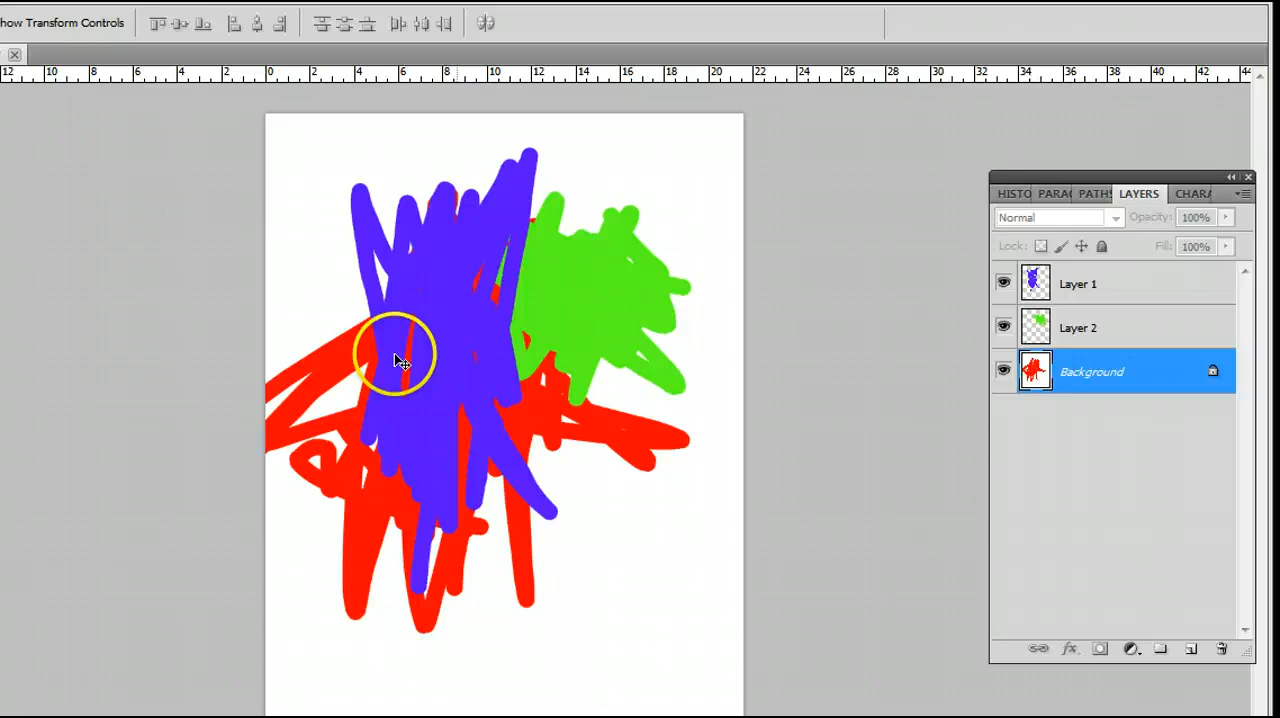 how Transform Controls
12 10 8 6 4 2 0 2 4 6 8 10 12 14 16 18 20 22 24 26 28 30 32 34 36 38 40 42 44
HISTO PARA PATHS LAYERS CHARA
Normal Opacity: 100%
Lock: Fill: 100%
Layer 1
Layer 2
Background